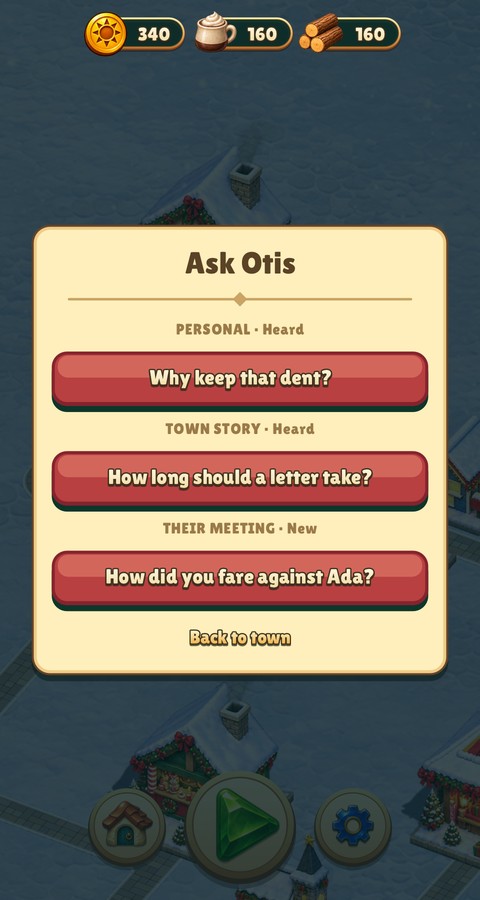 340
160
160
Ask Otis
PERSONAL · Heard
Why keep that dent?
TOWN STORY · Heard
How long should a letter take?
THEIR MEETING · New
How did you fare against Ada?
Back to town